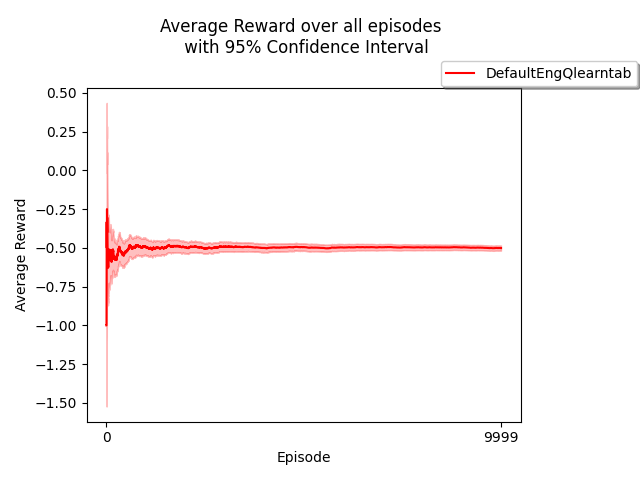 Average Reward over all episodes
with 95% Confidence Interval
DefaultEngQlearntab
0.50
0.25
0.00
−0.25
−0.50
−0.75
−1.00
−1.25
−1.50
Average Reward
0
9999
Episode